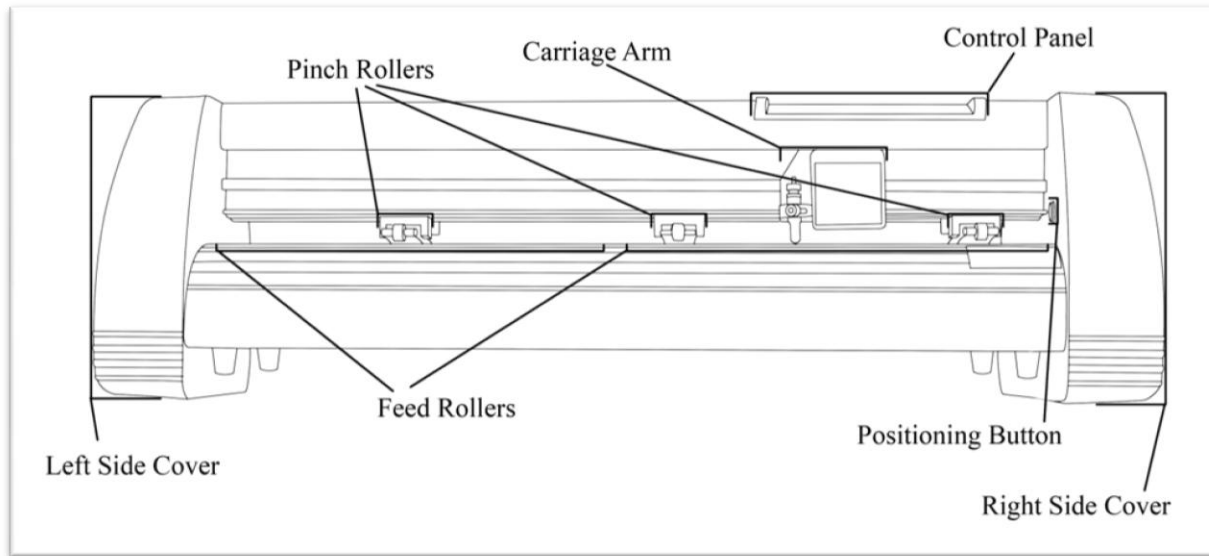 Control Panel
Carriage Arm
Pinch Rollers
Feed Rollers
Positioning Button
Left Side Cover
Right Side Cover